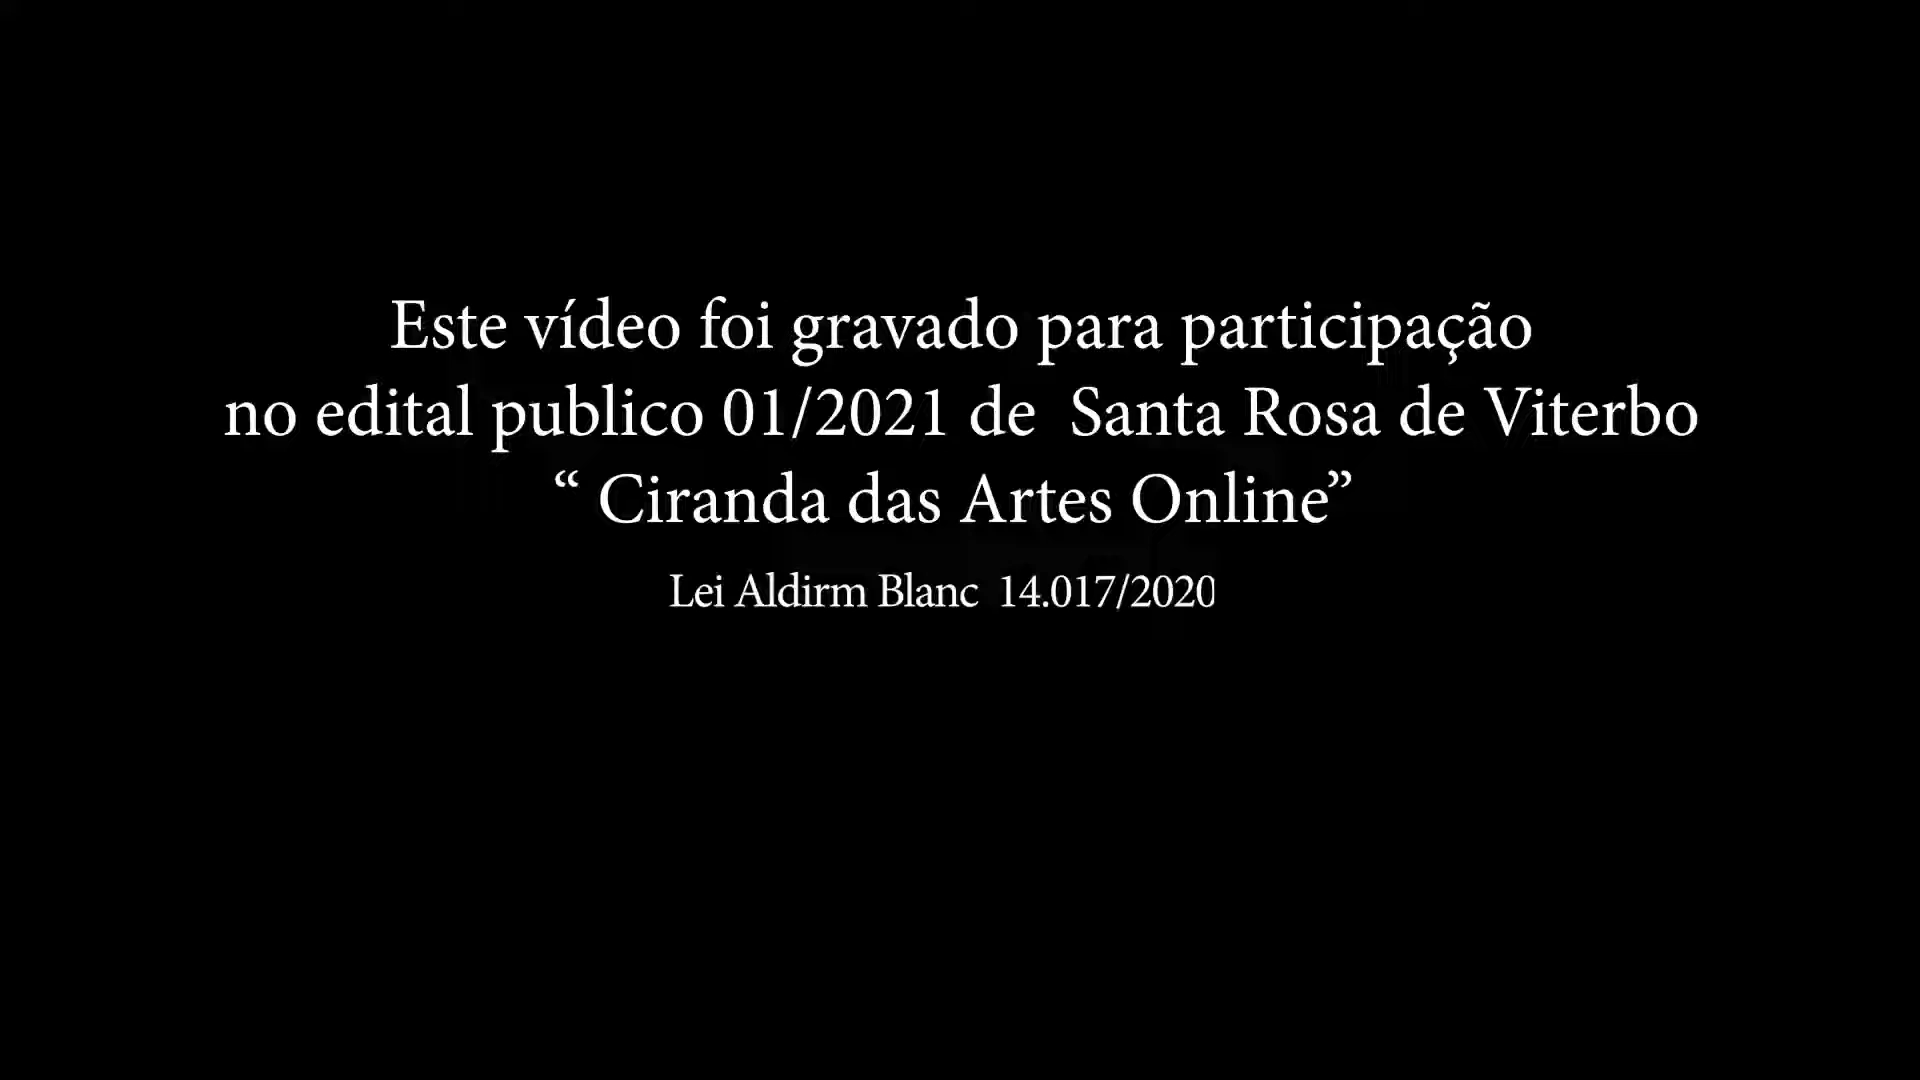 Este vídeo foi gravado para participação
no edital publico 01/2021 de  Santa Rosa de Viterbo
“ Ciranda das Artes Online”
Lei Aldirm Blanc  14.017/2020